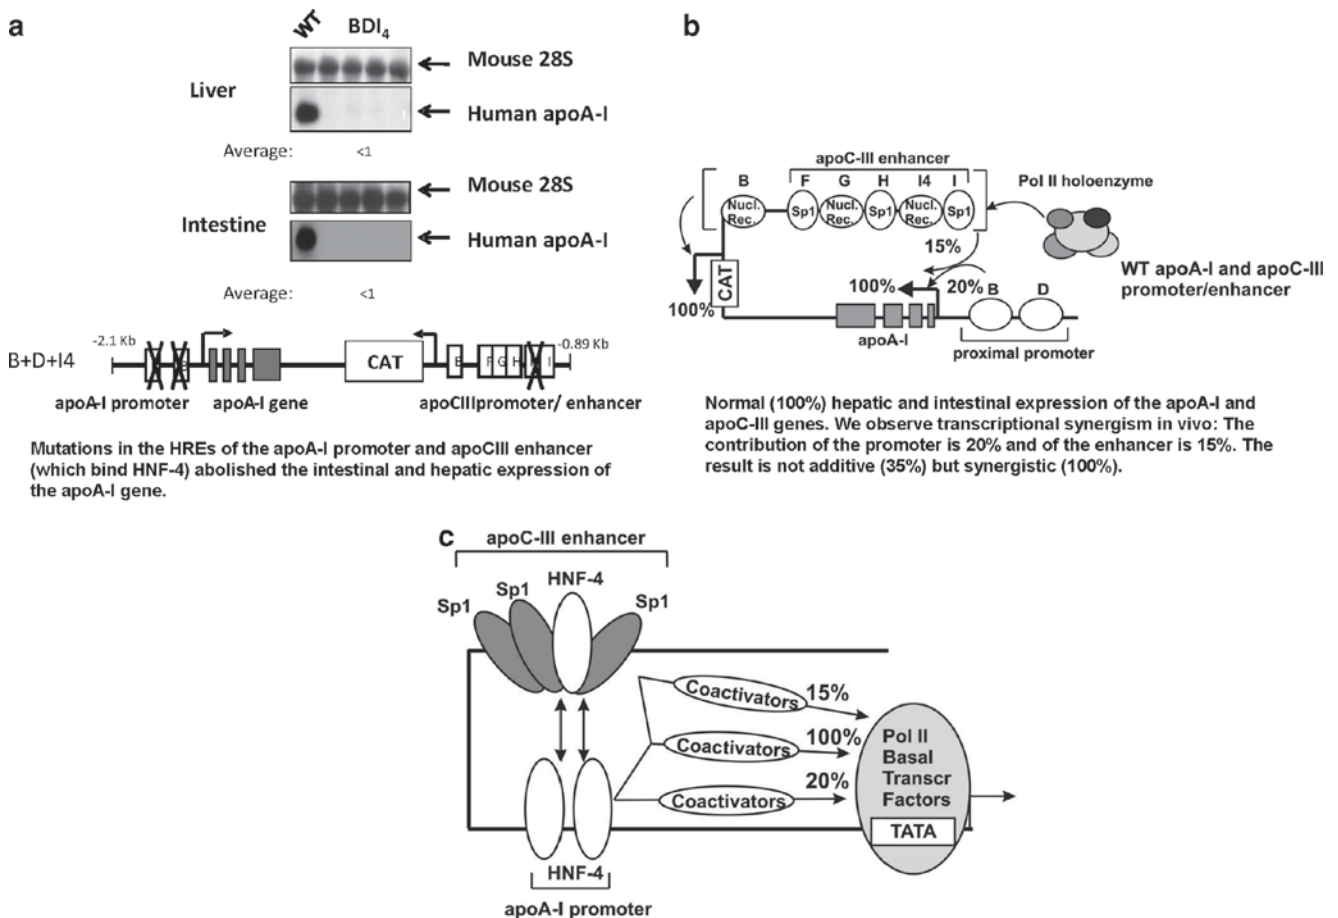 a
WT BDI4
Mouse 28S
Liver
Human apoA-I
Average: <1
Mouse 28S
Intestine
Human apoA-I
Average: <1
-2.1 Kb -0.89 Kb
B+D+I4 CAT B F G H I
apoA-I promoter apoA-I gene apoCIIIpromoter/ enhancer
Mutations in the HREs of the apoA-I promoter and apoCIII enhancer
(which bind HNF-4) abolished the intestinal and hepatic expression of
the apoA-I gene.
b
apoC-III enhancer
B F G H I4 I
Pol II holoenzyme
Nucl. Rec. Sp1 Nucl. Rec. Sp1 Nucl. Rec. Sp1
15%
WT apoA-I and apoC-III
promoter/enhancer
CAT
100% 100% 20% B D
apoA-I
proximal promoter
Normal (100%) hepatic and intestinal expression of the apoA-I and
apoC-III genes. We observe transcriptional synergism in vivo: The
contribution of the promoter is 20% and of the enhancer is 15%. The
result is not additive (35%) but synergistic (100%).
c
apoC-III enhancer
HNF-4
Sp1 Sp1 Sp1
Coactivators 15%
Coactivators 100%
Coactivators 20%
Pol II
Basal
Transcr
Factors
TATA
HNF-4
apoA-I promoter